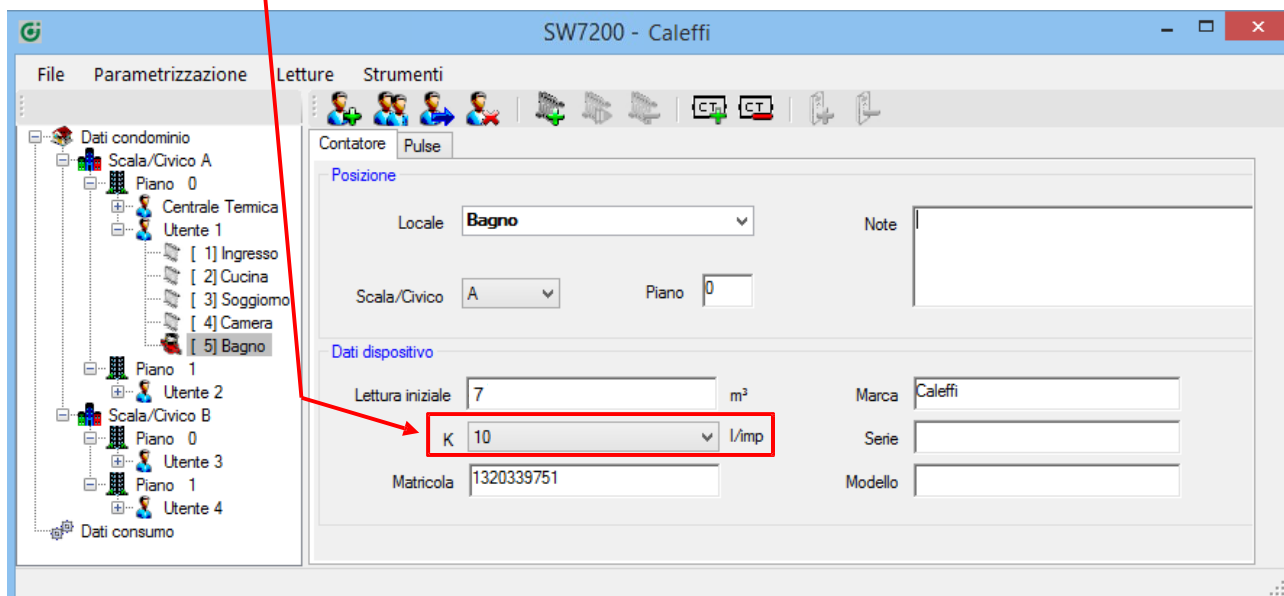 SW7200 - Caleffi
File Parametrizzazione Letture Strumenti
CT CT
Dati condominio
Scala/Civico A
Piano 0
Centrale Termica
Utente 1
[ 1] Ingresso
[ 2] Cucina
[ 3] Soggiorno
[ 4] Camera
[ 5] Bagno
Piano 1
Utente 2
Scala/Civico B
Piano 0
Utente 3
Piano 1
Utente 4
Dati consumo
Contatore Pulse
Posizione
Locale Bagno Note
Scala/Civico A Piano 0
Dati dispositivo
Lettura iniziale 7 m³ Marca Caleffi
K 10 l/imp Serie
Matricola 1320339751 Modello